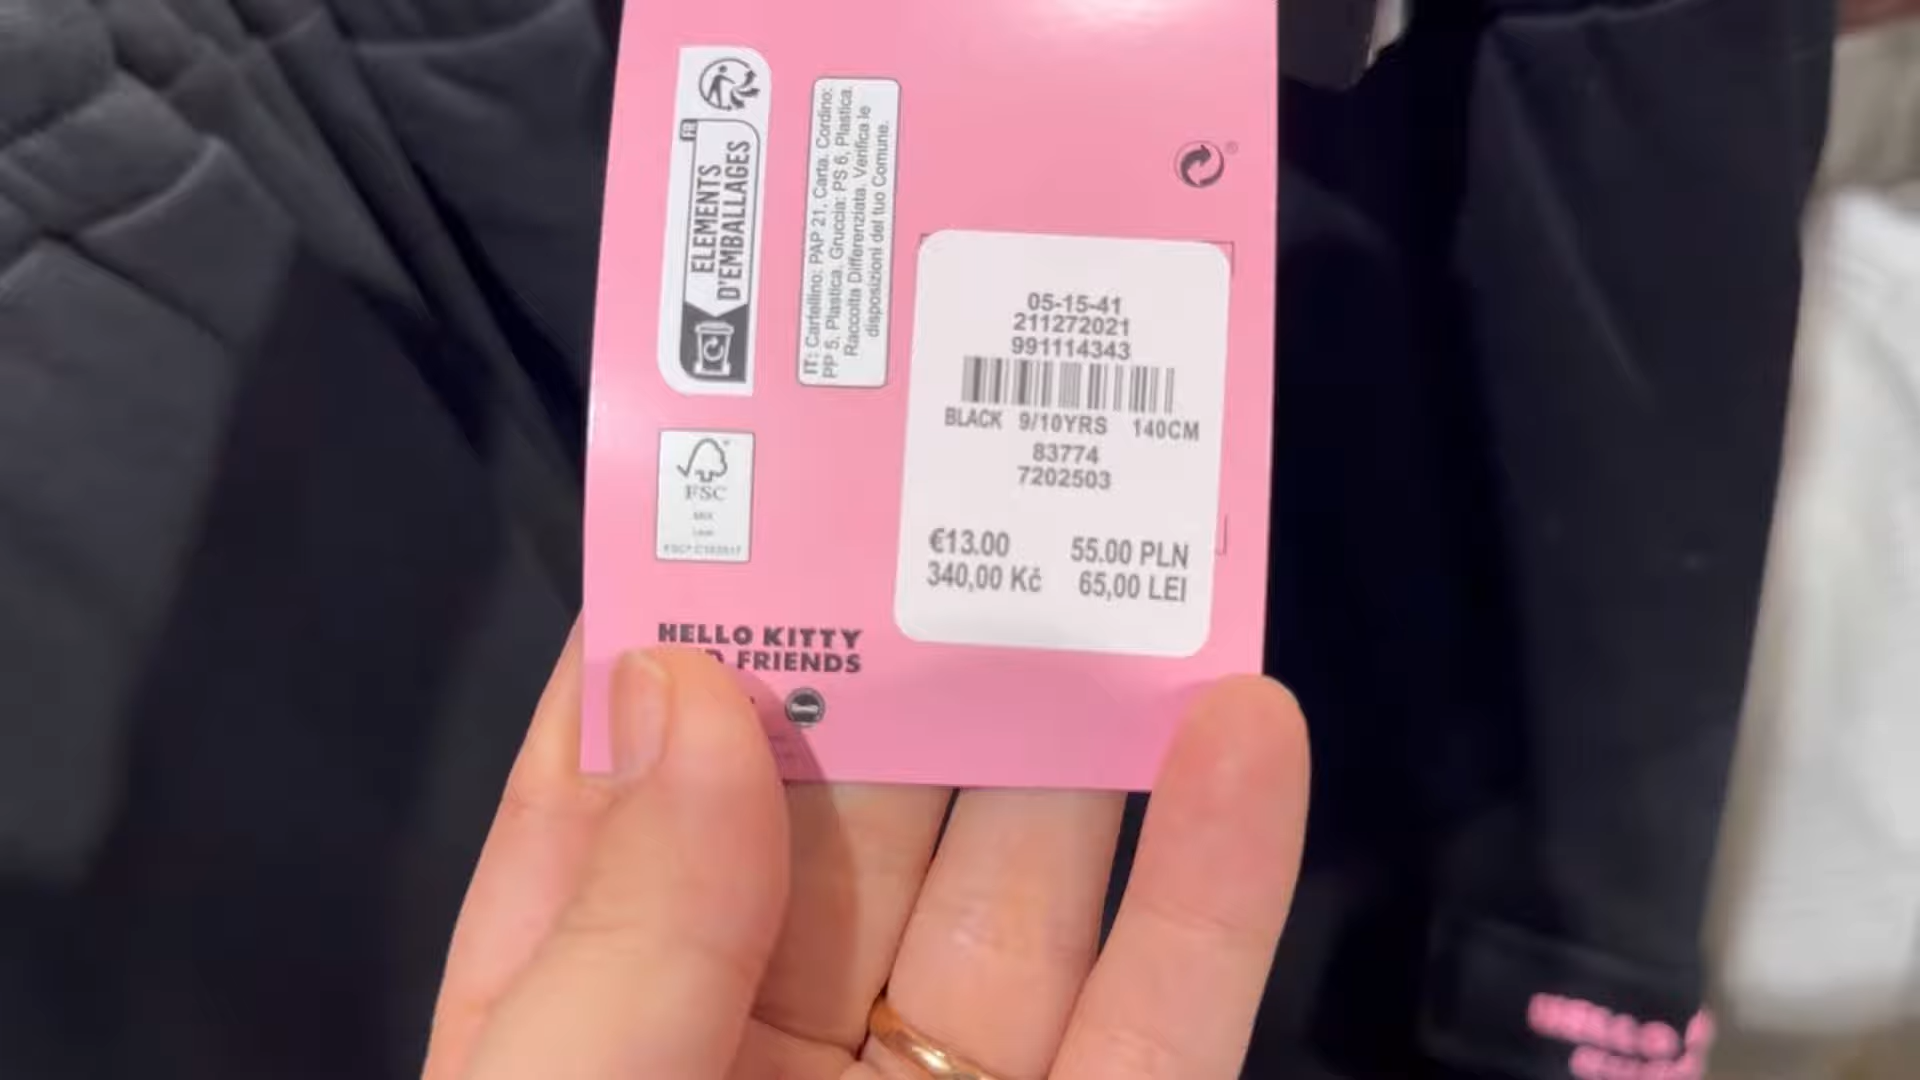 FR
ELEMENTS
D'EMBALLAGES
IT: Cartellino: PAP 21, Carta. Cordino:
PP 5, Plastica. Gruccia: PS 6, Plastica.
Raccolta Differenziata. Verifica le
disposizioni del tuo Comune.
05-15-41
211272021
991114343
BLACK 9/10YRS 140CM
83774
7202503
€13.00 55.00 PLN
340,00 Kč 65,00 LEI
FSC
MIX
HELLO KITTY
FRIENDS
HELLO